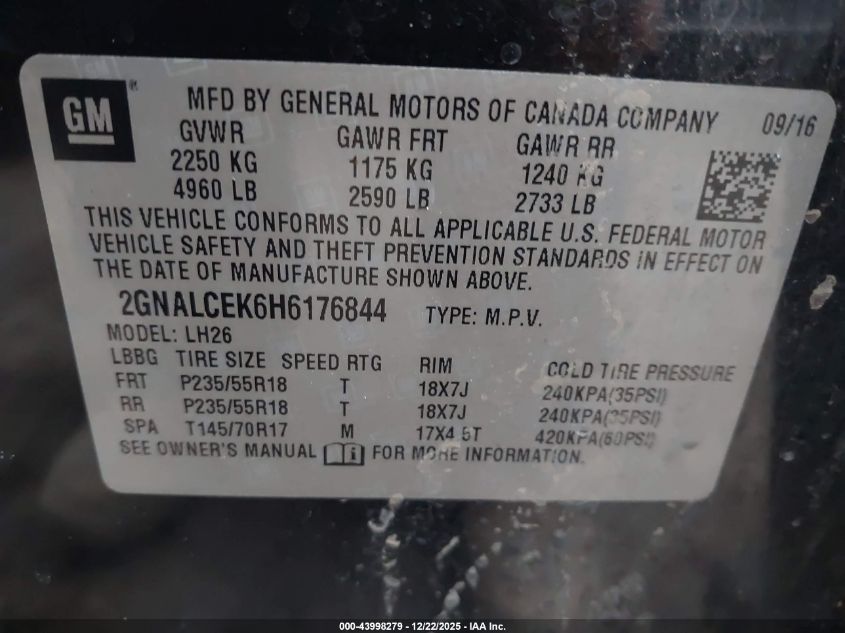 GM
MFD BY GENERAL MOTORS OF CANADA COMPANY 09/16
GVWR GAWR FRT GAWR RR
2250 KG 1175 KG 1240 KG
4960 LB 2590 LB 2733 LB
THIS VEHICLE CONFORMS TO ALL APPLICABLE U.S. FEDERAL MOTOR
VEHICLE SAFETY AND THEFT PREVENTION STANDARDS IN EFFECT ON
THE DATE OF MANUFACTURE SHOWN ABOVE.
2GNALCEK6H6176844 TYPE: M.P.V.
MODEL: LH26
LBBG TIRE SIZE SPEED RTG RIM COLD TIRE PRESSURE
FRT P235/55R18 T 18X7J 240KPA(35PSI)
RR P235/55R18 T 18X7J 240KPA(35PSI)
SPA T145/70R17 M 17X4.5T 420KPA(60PSI)
SEE OWNER'S MANUAL FOR MORE INFORMATION.
000-43998279 - 12/22/2025 - IAA Inc.